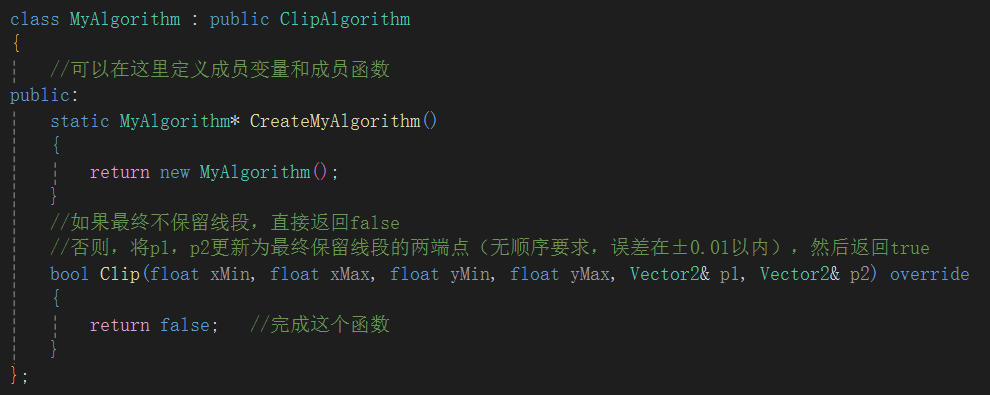 class MyAlgorithm : public ClipAlgorithm
{
//可以在这里定义成员变量和成员函数
public:
static MyAlgorithm* CreateMyAlgorithm()
{
return new MyAlgorithm();
}
//如果最终不保留线段，直接返回false
//否则，将p1，p2更新为最终保留线段的两端点（无顺序要求，误差在±0.01以内），然后返回true
bool Clip(float xMin, float xMax, float yMin, float yMax, Vector2& p1, Vector2& p2) override
{
return false;   //完成这个函数
}
};